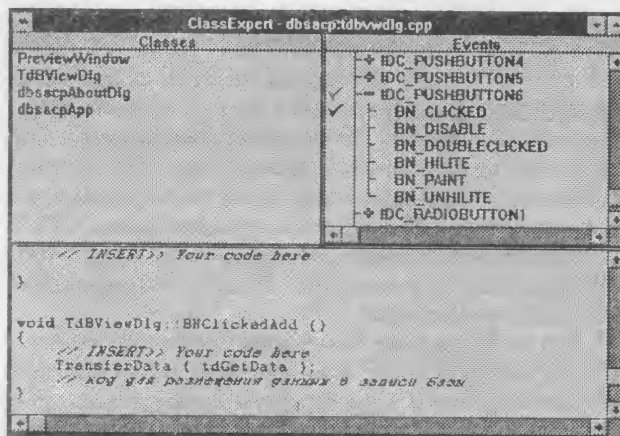 ClassExpert - dbsacp:tdbvwdlg.cpp
Classes
PreviewWindow
TdBViewDlg
dbsacpAboutDlg
dbsacpApp
Events
IDC_PUSHBUTTON4
IDC_PUSHBUTTON5
IDC_PUSHBUTTON6
BN_CLICKED
BN_DISABLE
BN_DOUBLECLICKED
BN_HILITE
BN_PAINT
BN_UNHILITE
IDC_RADIOBUTTON1
// INSERT>> Your code here.
}
void TdBViewDlg::BNClickedAdd ()
{
// INSERT>> Your code here
TransferData ( tdGetData );
// код для размещения данных в записи базы
}